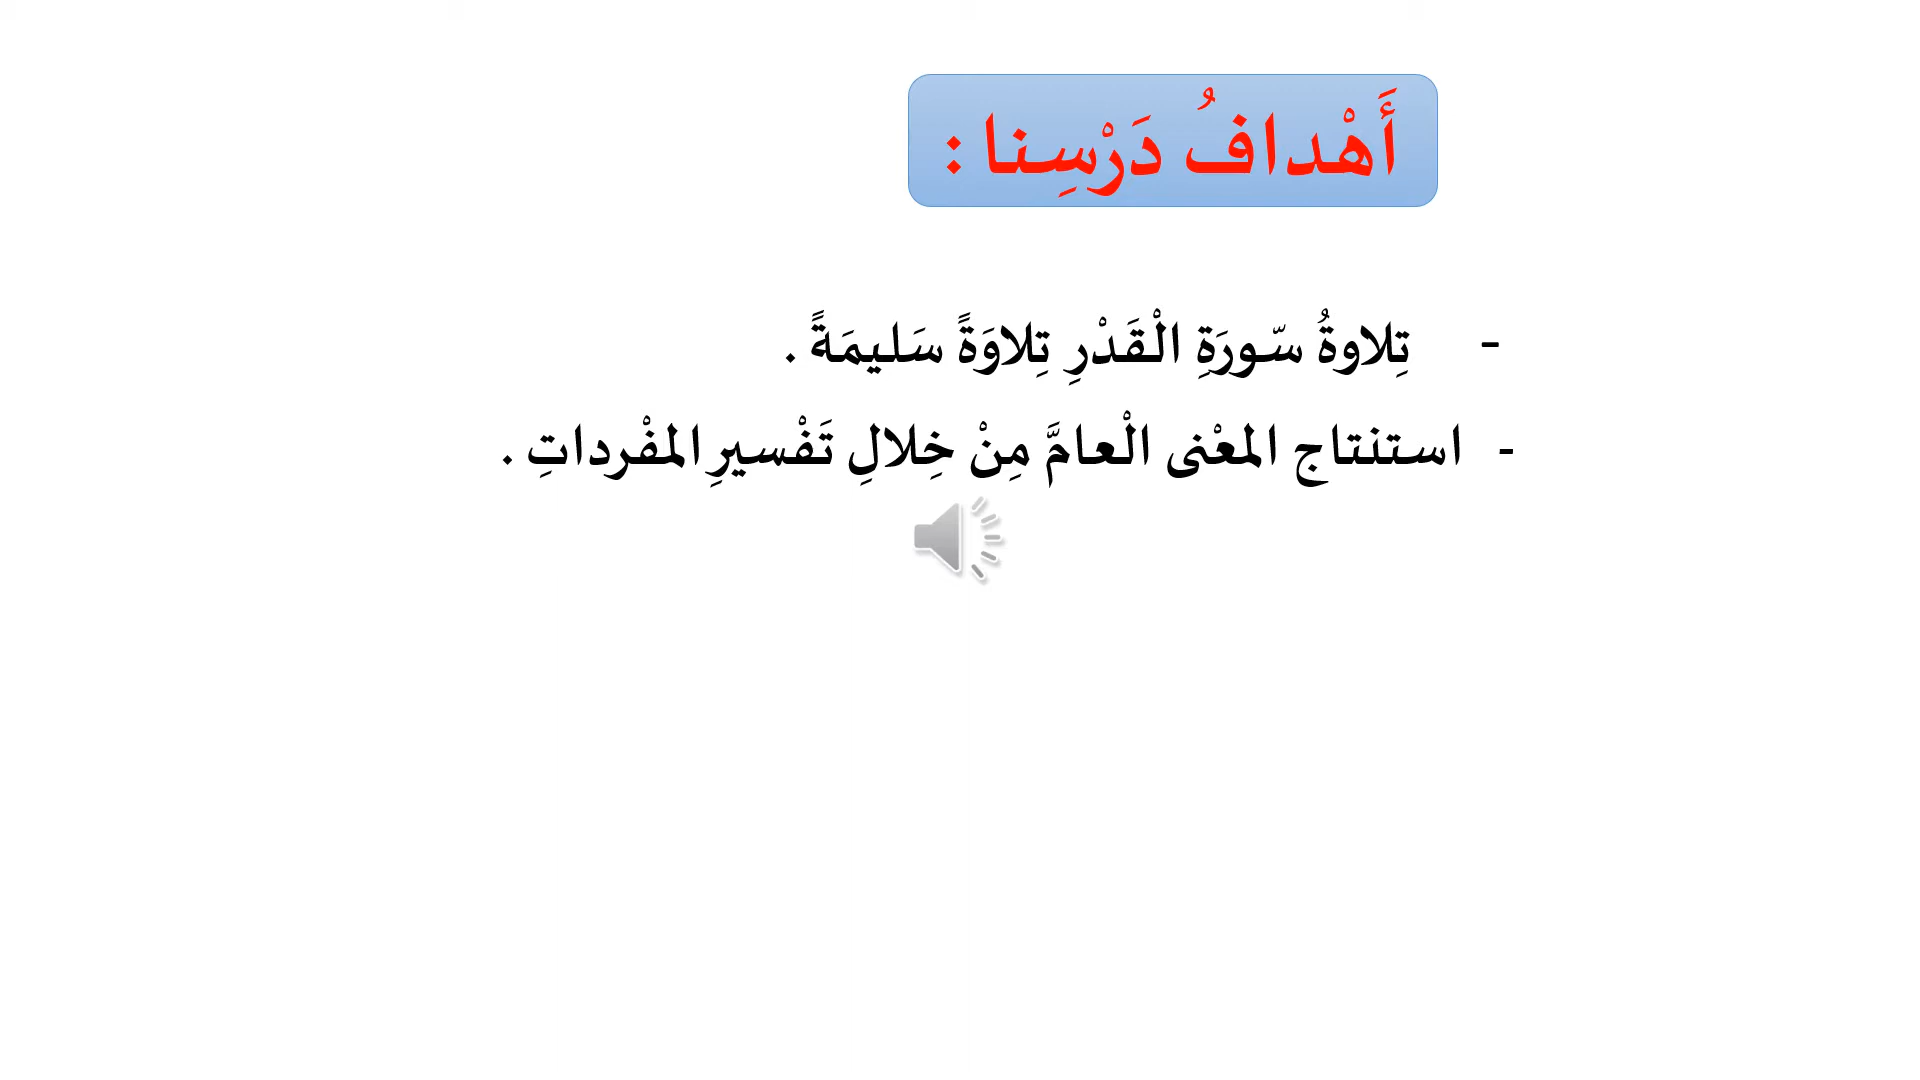 أَهْدافُ دَرْسِنا :
- تِلاوةُ سّورَةِ الْقَدْرِ تِلاوَةً سَليمَةً .
- استنتاج المعْنى الْعامَّ مِنْ خِلالِ تَفْسيرِ المفْرداتِ .